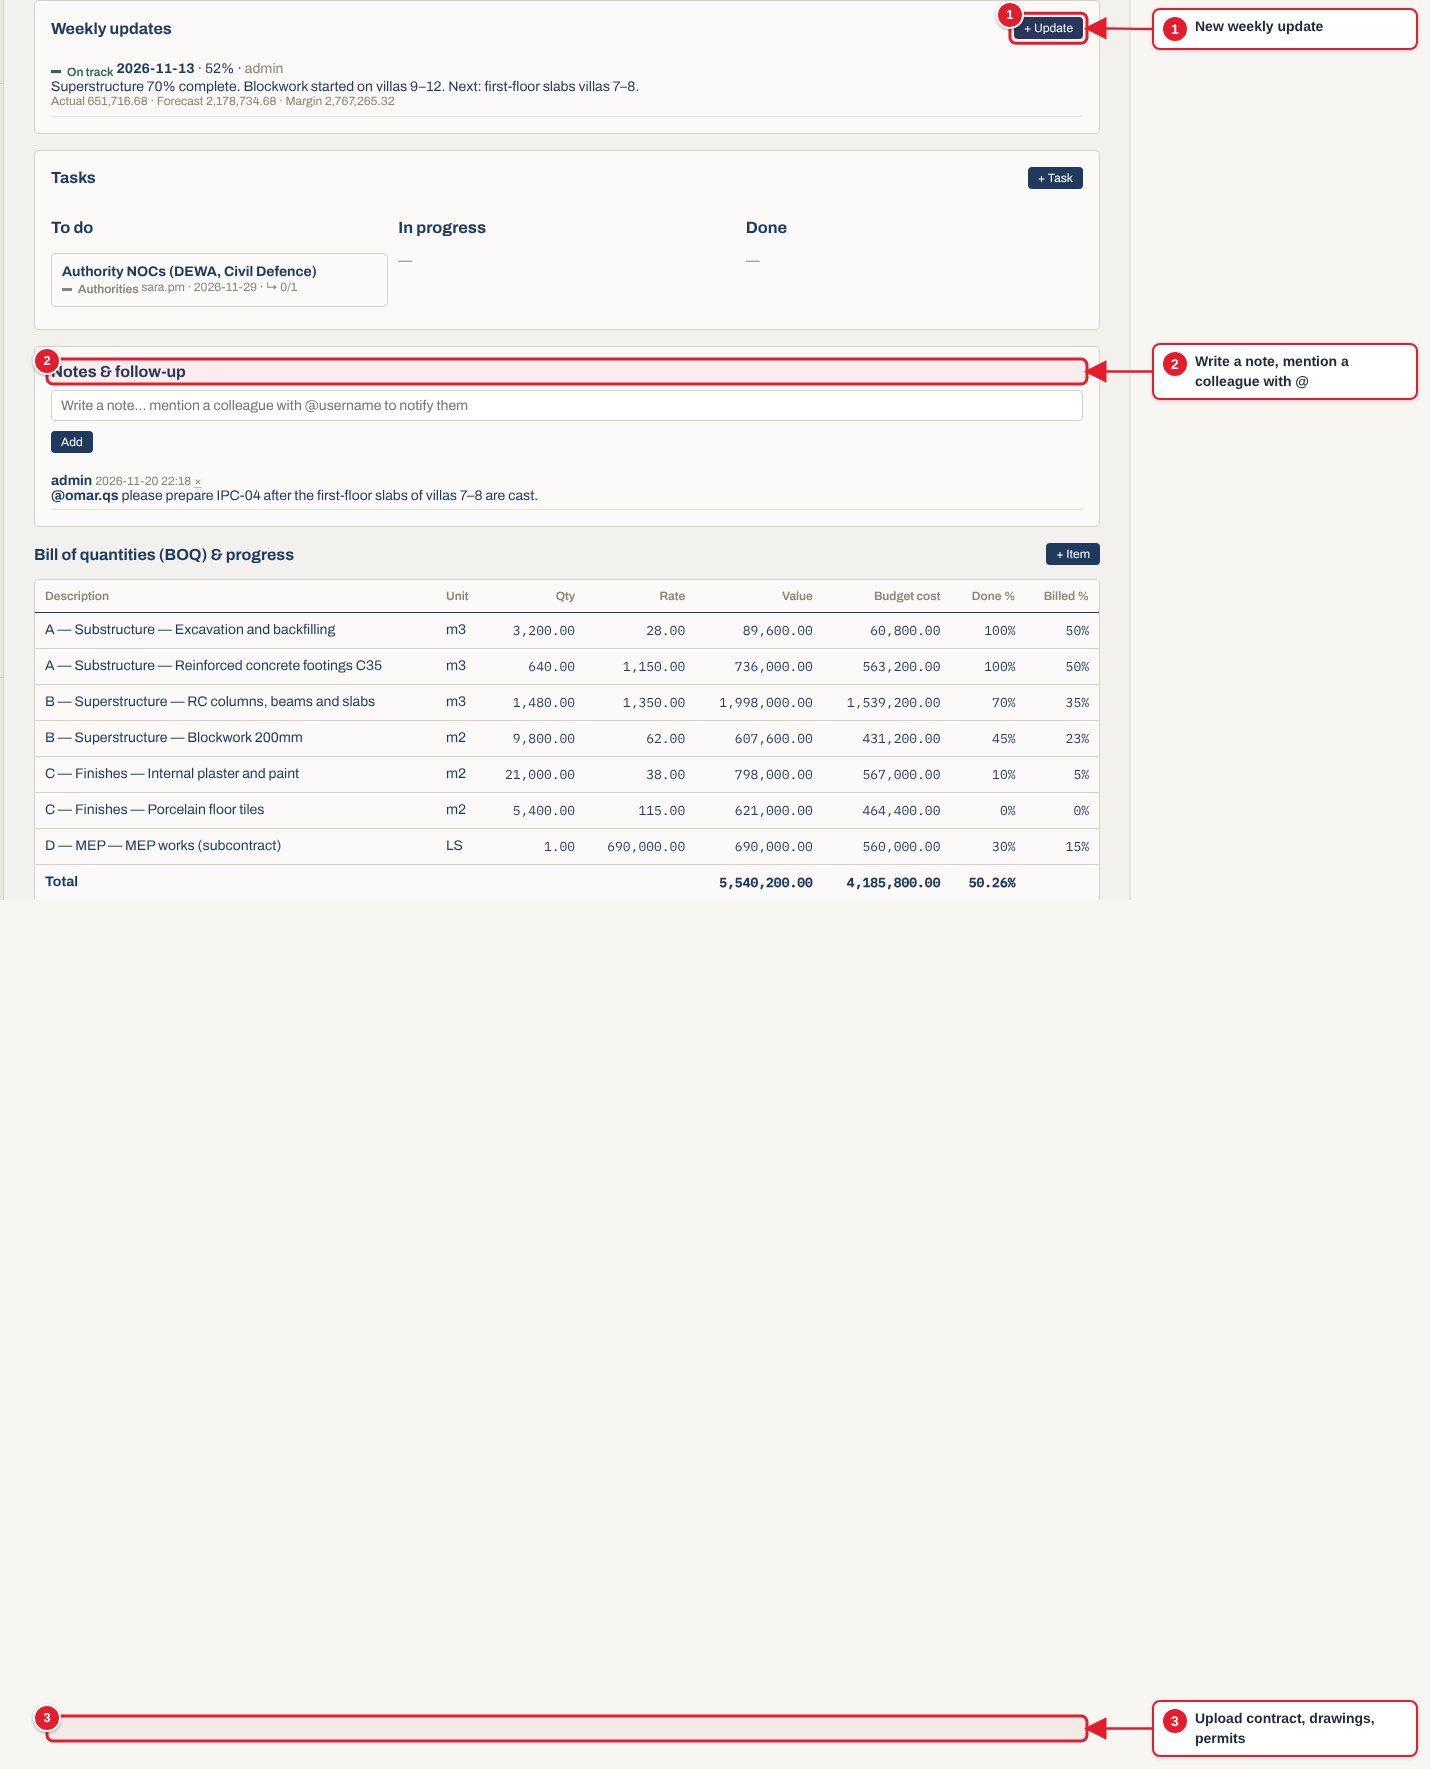 Weekly updates
1
+ Update
1 New weekly update
On track 2026-11-13 · 52% · admin
Superstructure 70% complete. Blockwork started on villas 9–12. Next: first-floor slabs villas 7–8.
Actual 651,716.68 · Forecast 2,178,734.68 · Margin 2,767,265.32
Tasks
+ Task
To do In progress Done
Authority NOCs (DEWA, Civil Defence) — —
Authorities sara.pm · 2026-11-29 · ↳ 0/1
2
Notes & follow-up
2 Write a note, mention a
colleague with @
Write a note... mention a colleague with @username to notify them
Add
admin 2026-11-20 22:18 ×
@omar.qs please prepare IPC-04 after the first-floor slabs of villas 7–8 are cast.
Bill of quantities (BOQ) & progress
+ Item
Description Unit Qty Rate Value Budget cost Done % Billed %
A — Substructure — Excavation and backfilling m3 3,200.00 28.00 89,600.00 60,800.00 100% 50%
A — Substructure — Reinforced concrete footings C35 m3 640.00 1,150.00 736,000.00 563,200.00 100% 50%
B — Superstructure — RC columns, beams and slabs m3 1,480.00 1,350.00 1,998,000.00 1,539,200.00 70% 35%
B — Superstructure — Blockwork 200mm m2 9,800.00 62.00 607,600.00 431,200.00 45% 23%
C — Finishes — Internal plaster and paint m2 21,000.00 38.00 798,000.00 567,000.00 10% 5%
C — Finishes — Porcelain floor tiles m2 5,400.00 115.00 621,000.00 464,400.00 0% 0%
D — MEP — MEP works (subcontract) LS 1.00 690,000.00 690,000.00 560,000.00 30% 15%
Total 5,540,200.00 4,185,800.00 50.26%
3
3 Upload contract, drawings,
permits